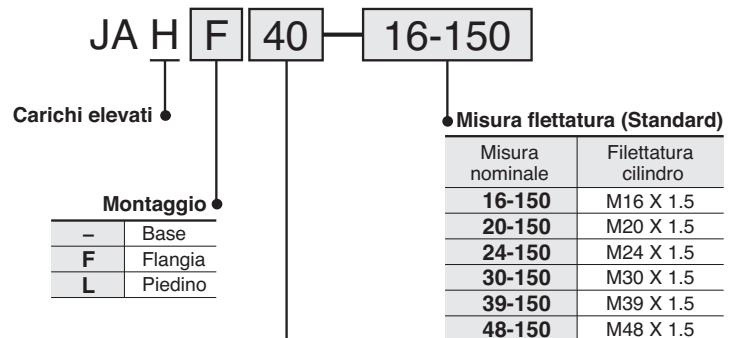 JA H F 40 16-150
Carichi elevati
Misura flettatura (Standard)
Misura nominale Filettatura cilindro
16-150 M16 X 1.5
20-150 M20 X 1.5
24-150 M24 X 1.5
30-150 M30 X 1.5
39-150 M39 X 1.5
48-150 M48 X 1.5
Montaggio
– Base
F Flangia
L Piedino